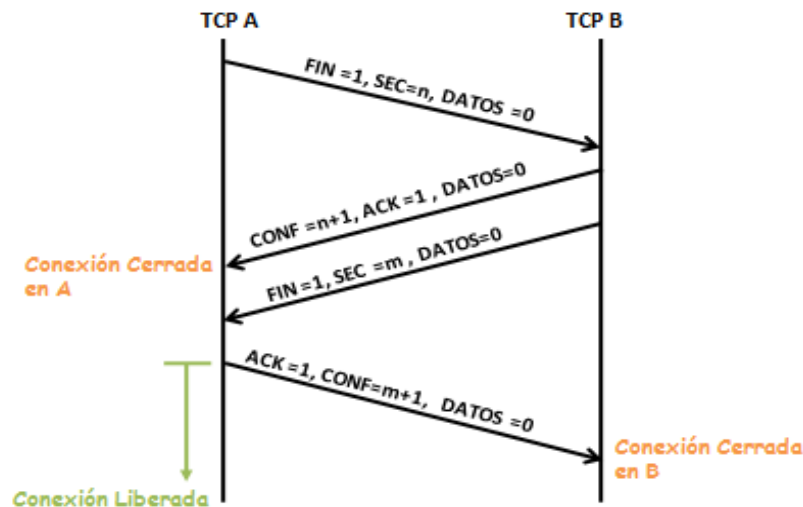 TCP A
TCP B
FIN =1, SEC=n, DATOS =0
CONF =n+1, ACK =1 , DATOS=0
Conexión Cerrada
en A
FIN=1, SEC =m , DATOS=0
ACK =1, CONF=m+1, DATOS =0
Conexión Cerrada
en B
Conexión Liberada